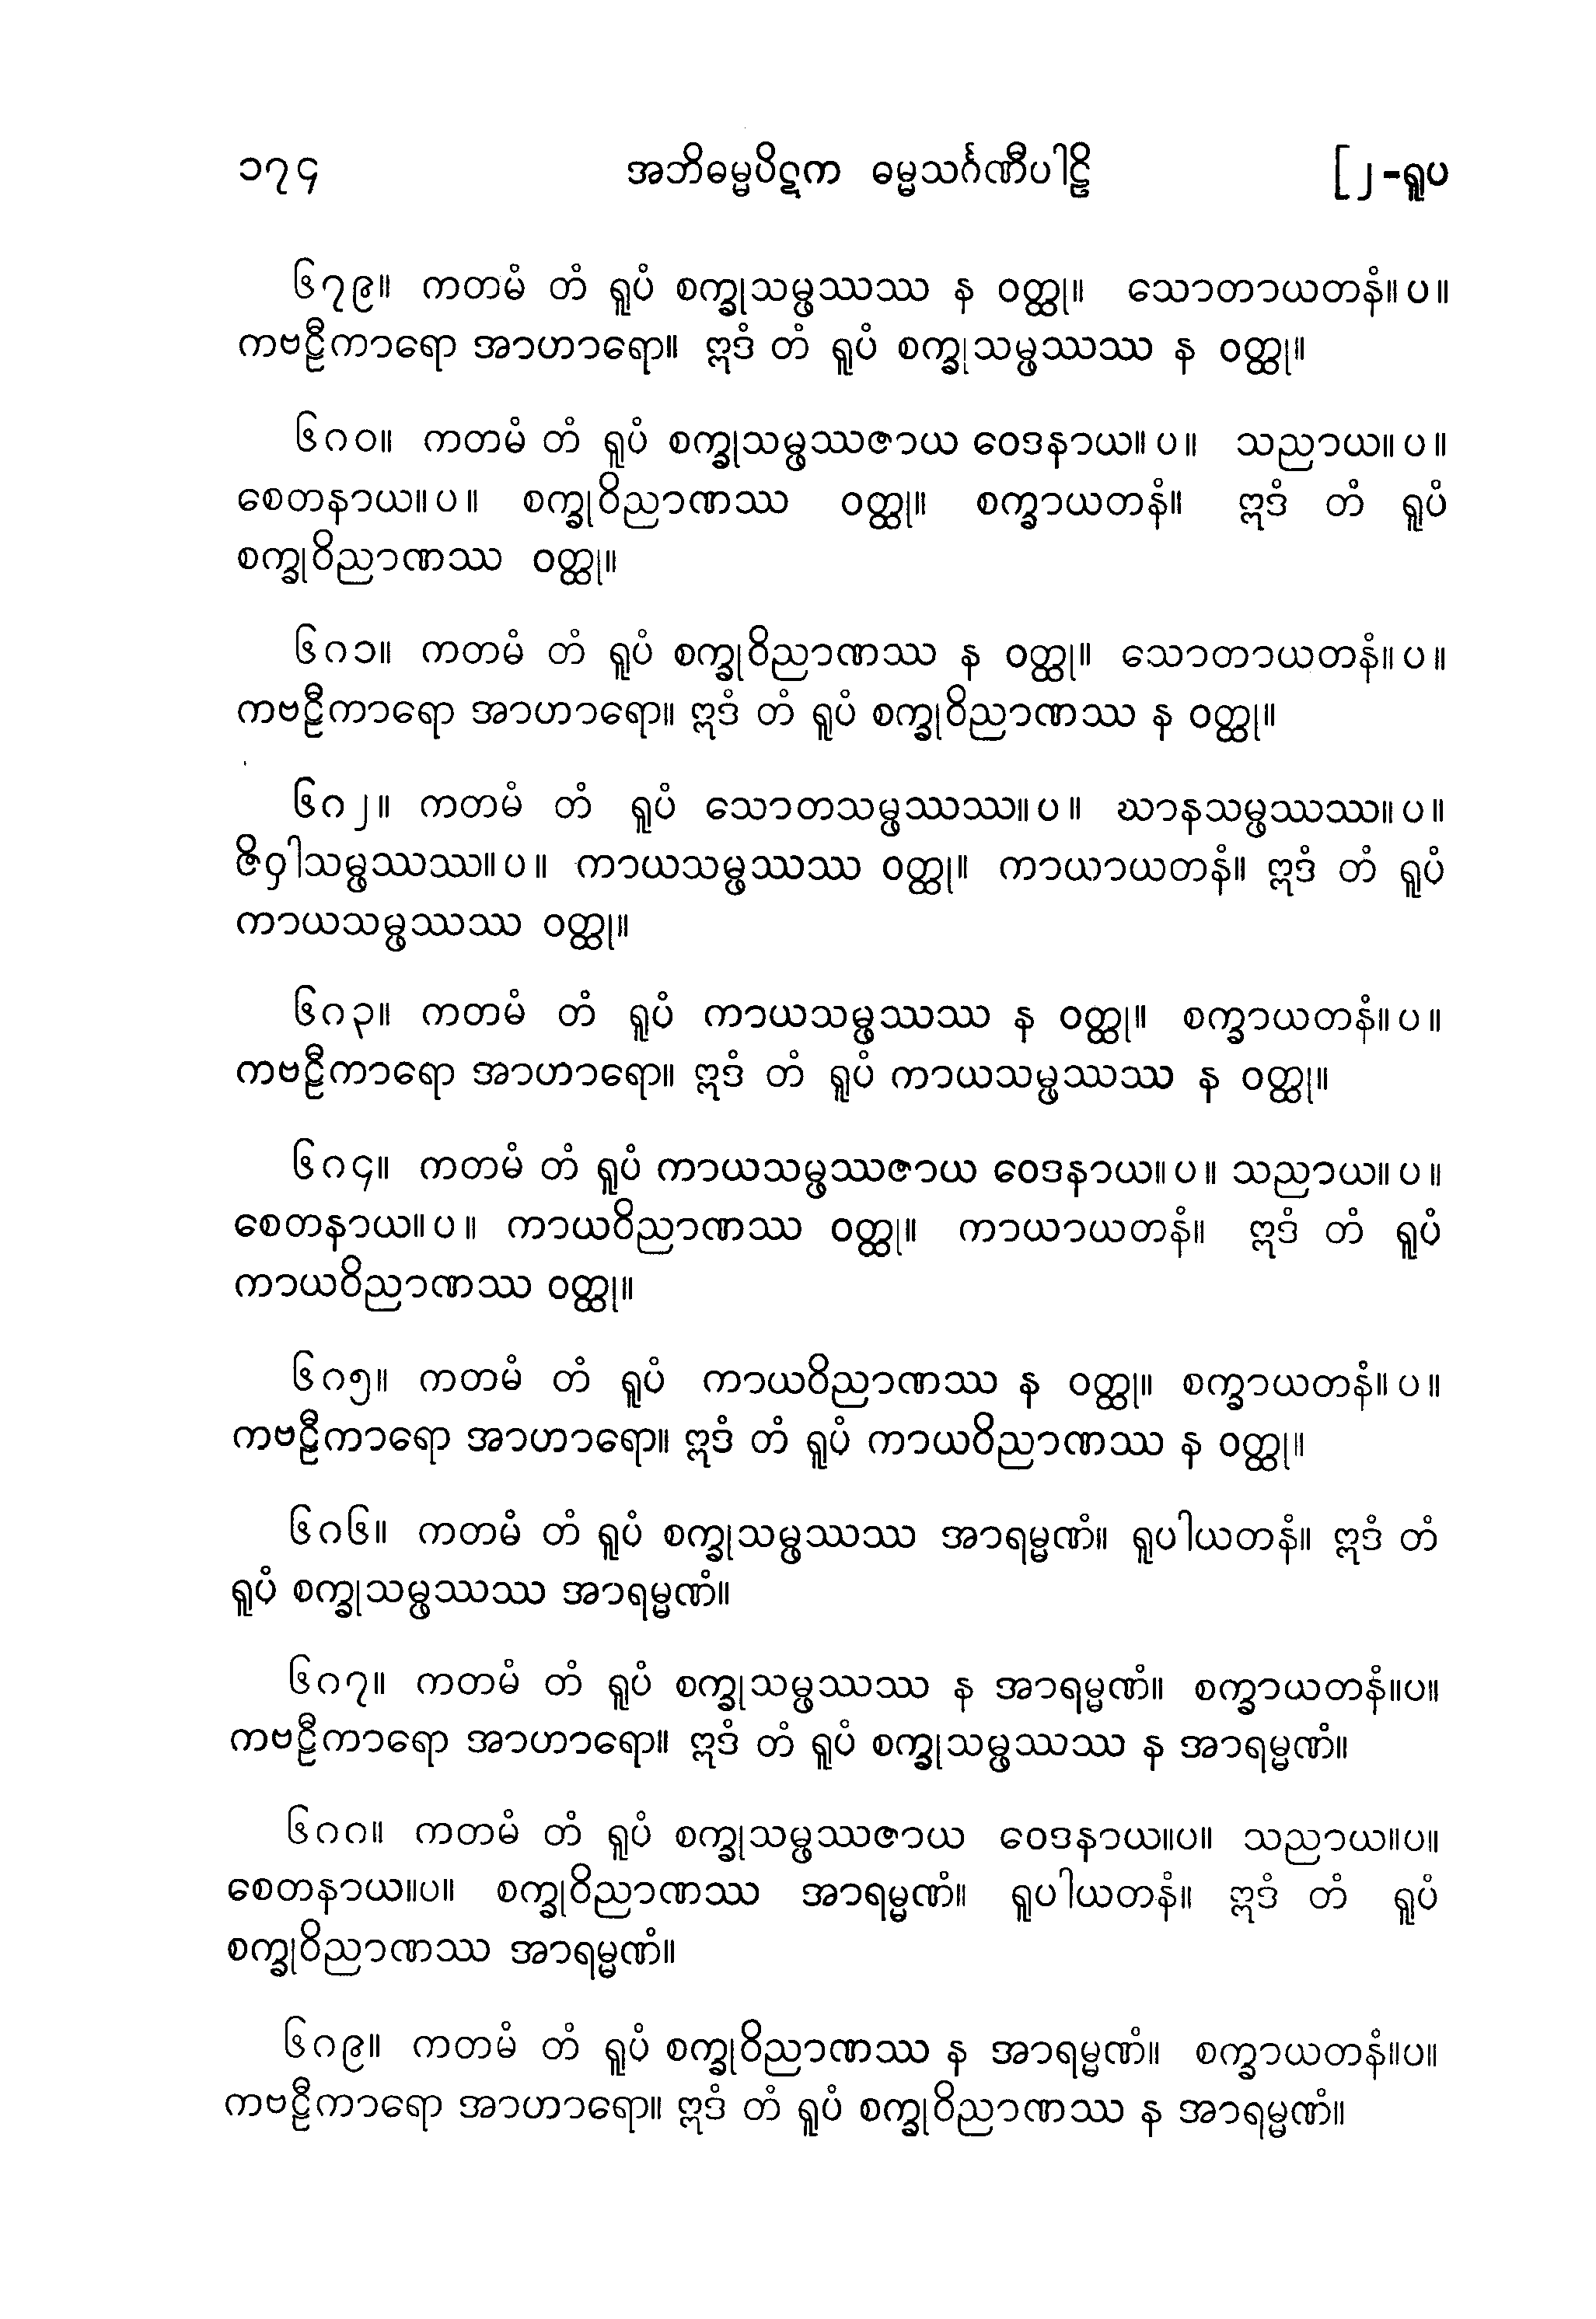 ၁၇၄ အဘိဓမ္မပိဋက ဓမ္မသင်္ဂဏီပါဠိ [၂-ရူပ
၆၇၉။ ကတမံ တံ ရူပံ စက္ခုသမ္ဖဿဿ န ဝတ္ထု။ သောတာယတနံ။ပ။
ကဗဠီကာရော အာဟာရော။ ဣဒံ တံ ရူပံ စက္ခုသမ္ဖဿဿ န ဝတ္ထု။
၆၈၀။ ကတမံ တံ ရူပံ စက္ခုသမ္ဖဿဇာယ ဝေဒနာယ။ပ။ သညာယ။ပ။
စေတနာယ။ပ။ စက္ခုဝိညာဏဿ ဝတ္ထု။ စက္ခာယတနံ။ ဣဒံ တံ ရူပံ
စက္ခုဝိညာဏဿ ဝတ္ထု။
၆၈၁။ ကတမံ တံ ရူပံ စက္ခုဝိညာဏဿ န ဝတ္ထု။ သောတာယတနံ။ပ။
ကဗဠီကာရော အာဟာရော။ ဣဒံ တံ ရူပံ စက္ခုဝိညာဏဿ န ဝတ္ထု။
၆၈၂။ ကတမံ တံ ရူပံ သောတသမ္ဖဿဿ။ပ။ ဃာနသမ္ဖဿဿ။ပ။
ဇိဝှါသမ္ဖဿဿ။ပ။ ကာယသမ္ဖဿဿ ဝတ္ထု။ ကာယာယတနံ။ ဣဒံ တံ ရူပံ
ကာယသမ္ဖဿဿ ဝတ္ထု။
၆၈၃။ ကတမံ တံ ရူပံ ကာယသမ္ဖဿဿ န ဝတ္ထု။ စက္ခာယတနံ။ပ။
ကဗဠီကာရော အာဟာရော။ ဣဒံ တံ ရူပံ ကာယသမ္ဖဿဿ န ဝတ္ထု။
၆၈၄။ ကတမံ တံ ရူပံ ကာယသမ္ဖဿဇာယ ဝေဒနာယ။ပ။ သညာယ။ပ။
စေတနာယ။ပ။ ကာယဝိညာဏဿ ဝတ္ထု။ ကာယာယတနံ။ ဣဒံ တံ ရူပံ
ကာယဝိညာဏဿ ဝတ္ထု။
၆၈၅။ ကတမံ တံ ရူပံ ကာယဝိညာဏဿ န ဝတ္ထု။ စက္ခာယတနံ။ပ။
ကဗဠီကာရော အာဟာရော။ ဣဒံ တံ ရူပံ ကာယဝိညာဏဿ န ဝတ္ထု။
၆၈၆။ ကတမံ တံ ရူပံ စက္ခုသမ္ဖဿဿ အာရမ္မဏံ။ ရူပါယတနံ။ ဣဒံ တံ
ရူပံ စက္ခုသမ္ဖဿဿ အာရမ္မဏံ။
၆၈၇။ ကတမံ တံ ရူပံ စက္ခုသမ္ဖဿဿ န အာရမ္မဏံ။ စက္ခာယတနံ။ပ။
ကဗဠီကာရော အာဟာရော။ ဣဒံ တံ ရူပံ စက္ခုသမ္ဖဿဿ န အာရမ္မဏံ။
၆၈၈။ ကတမံ တံ ရူပံ စက္ခုသမ္ဖဿဇာယ ဝေဒနာယ။ပ။ သညာယ။ပ။
စေတနာယ။ပ။ စက္ခုဝိညာဏဿ အာရမ္မဏံ။ ရူပါယတနံ။ ဣဒံ တံ ရူပံ
စက္ခုဝိညာဏဿ အာရမ္မဏံ။
၆၈၉။ ကတမံ တံ ရူပံ စက္ခုဝိညာဏဿ န အာရမ္မဏံ။ စက္ခာယတနံ။ပ။
ကဗဠီကာရော အာဟာရော။ ဣဒံ တံ ရူပံ စက္ခုဝိညာဏဿ န အာရမ္မဏံ။